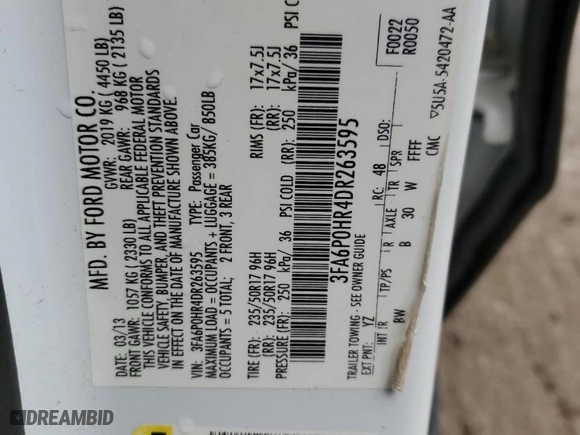 MFD. BY FORD MOTOR CO.
GVWR: 2019 KG / 4450 LB)
REAR GAWR: 968 KG ( 2135 LB)
DATE: 03/13
FRONT GAWR: 1057 KG ( 2330 LB)
THIS VEHICLE CONFORMS TO ALL APPLICABLE FEDERAL MOTOR
VEHICLE SAFETY, BUMPER, AND THEFT PREVENTION STANDARDS
IN EFFECT ON THE DATE OF MANUFACTURE SHOWN ABOVE.
VIN: 3FA6P0HR4DR263595 TYPE: Passenger Car
MAXIMUM LOAD = OCCUPANTS + LUGGAGE = 385KG/ 850LB
OCCUPANTS = 5 TOTAL: 2 FRONT, 3 REAR
TIRE (FR): 235/50R17 96H RIMS (FR): 17x7.5J
TIRE (RR): 235/50R17 96H (RR): 17x7.5J
PRESSURE (FR): 250 kPa/ 36 PSI COLD (RR): 250 kPa/ 36 PSI COLD
3FA6P0HR4DR263595
F0022
R0050
TRAILER TOWING - SEE OWNER GUIDE
EXT PNT: YZ RC: 48 DSO:
INT TR TP/PS R AXLE TR SPR
BW B 30 W FFFF
CMC ▽5U5A-5420472-AA
DREAMBID